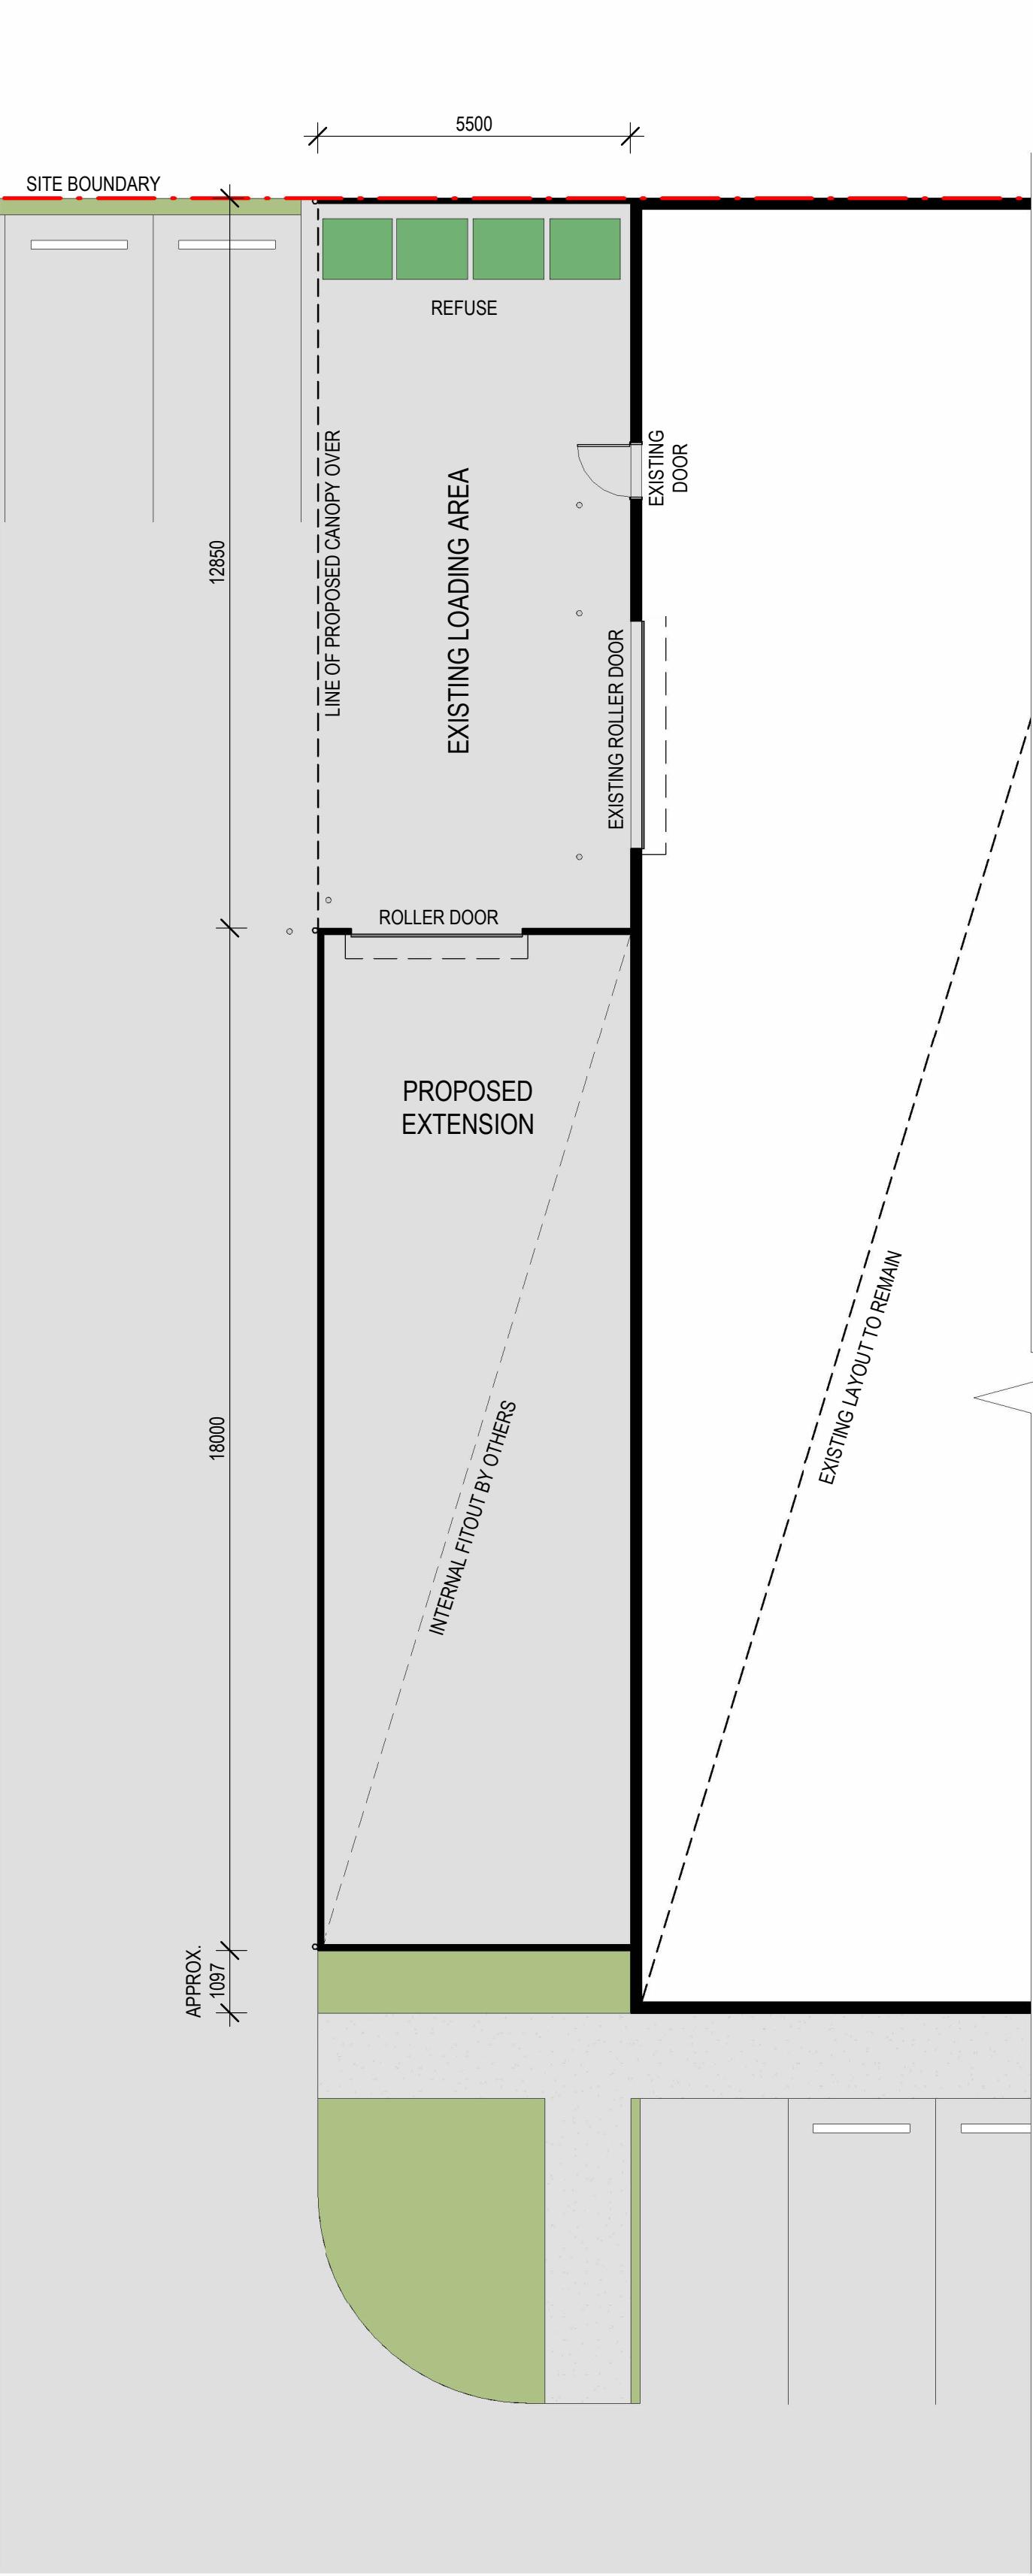 5500
SITE BOUNDARY
REFUSE
LINE OF PROPOSED CANOPY OVER
EXISTING LOADING AREA
EXISTING
DOOR
12850
EXISTING ROLLER DOOR
ROLLER DOOR
PROPOSED
EXTENSION
EXISTING LAYOUT TO REMAIN
18000
INTERNAL FITOUT BY OTHERS
APPROX.
1097